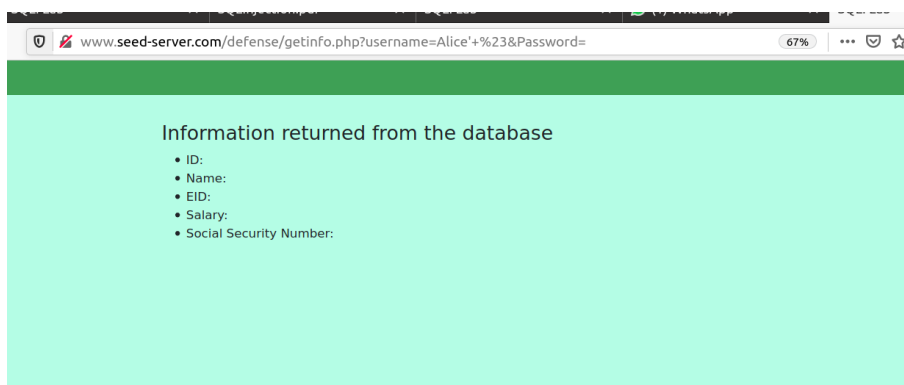 www.seed-server.com/defense/getinfo.php?username=Alice'+%23&Password= 67%
Information returned from the database
ID:
Name:
EID:
Salary:
Social Security Number: